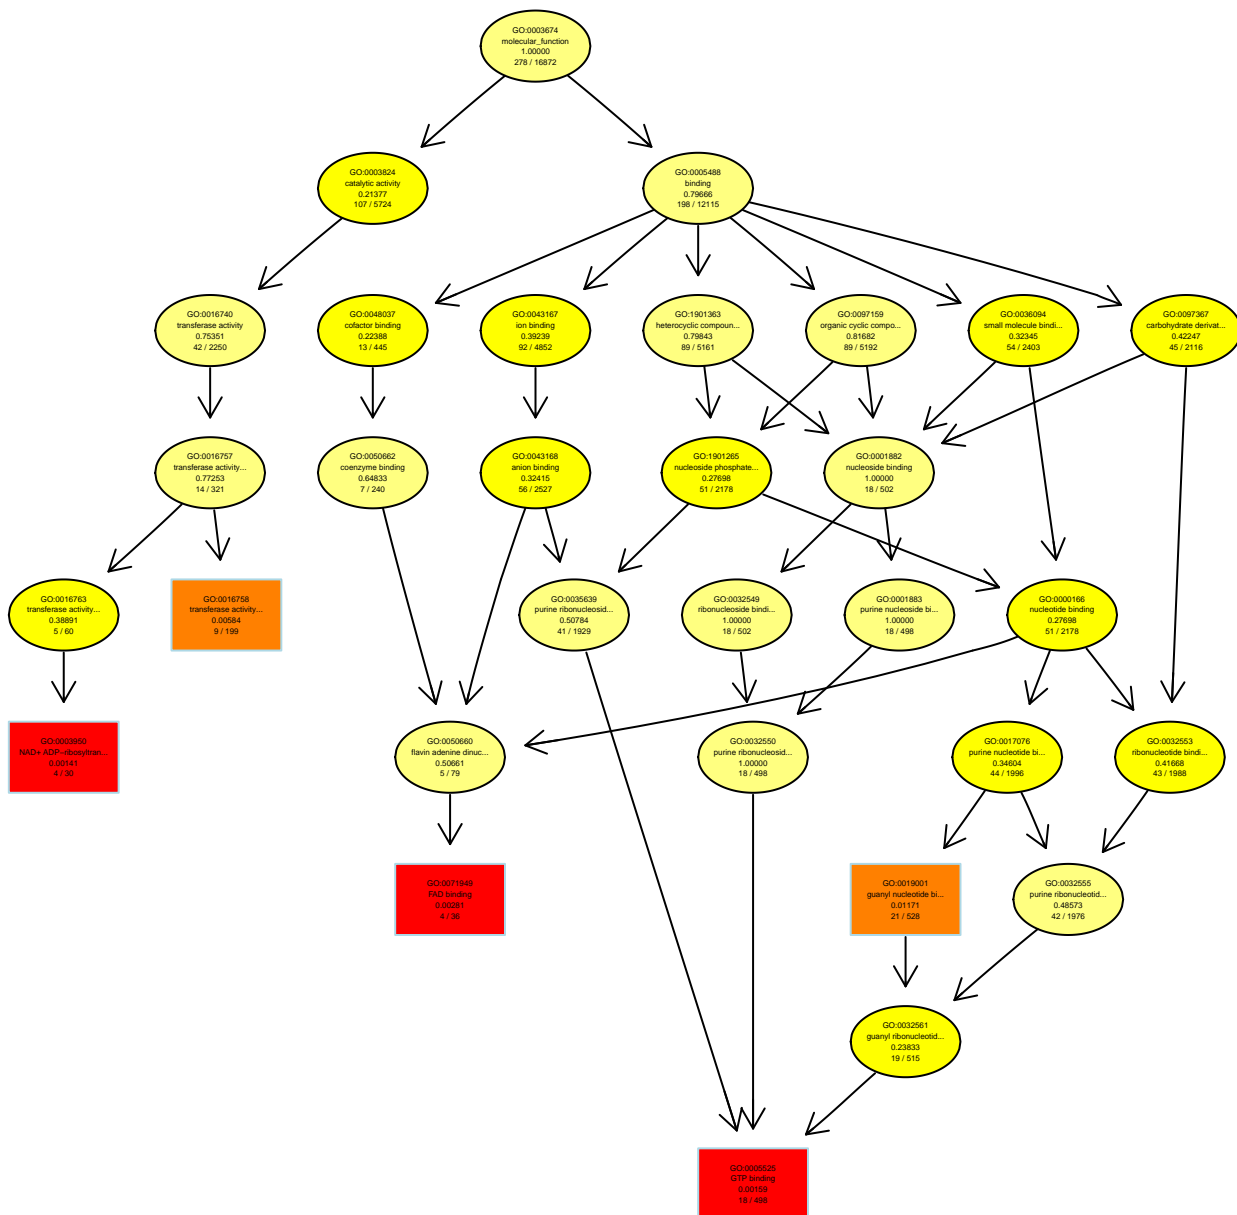 GO:0003674
molecular_function
1.00000
278 / 16872
GO:0003824
catalytic activity
0.21377
107 / 5724
GO:0005488
binding
0.79666
198 / 12115
GO:0016740
transferase activity
0.75351
42 / 2250
GO:0048037
cofactor binding
0.22388
13 / 445
GO:0043167
ion binding
0.39239
92 / 4852
GO:1901363
heterocyclic compoun...
0.79843
89 / 5161
GO:0097159
organic cyclic compo...
0.81682
89 / 5192
GO:0036094
small molecule bindi...
0.32345
54 / 2403
GO:0097367
carbohydrate derivat...
0.42247
45 / 2116
GO:0016757
transferase activity...
0.77253
14 / 321
GO:0050662
coenzyme binding
0.64833
7 / 240
GO:0043168
anion binding
0.32415
56 / 2527
GO:1901265
nucleoside phosphate...
0.27698
51 / 2178
GO:0001882
nucleoside binding
1.00000
18 / 502
GO:0016763
transferase activity...
0.38891
5 / 60
GO:0016758
transferase activity...
0.00584
9 / 199
GO:0035639
purine ribonucleosid...
0.50784
41 / 1929
GO:0032549
ribonucleoside bindi...
1.00000
18 / 502
GO:0001883
purine nucleoside bi...
1.00000
18 / 498
GO:0000166
nucleotide binding
0.27698
51 / 2178
GO:0003950
NAD+ ADP-ribosyltran...
0.00141
4 / 30
GO:0050660
flavin adenine dinuc...
0.50661
5 / 79
GO:0032550
purine ribonucleosid...
1.00000
18 / 498
GO:0017076
purine nucleotide bi...
0.34604
44 / 1996
GO:0032553
ribonucleotide bindi...
0.41668
43 / 1988
GO:0071949
FAD binding
0.00281
4 / 36
GO:0019001
guanyl nucleotide bi...
0.01171
21 / 528
GO:0032555
purine ribonucleotid...
0.48573
42 / 1976
GO:0032561
guanyl ribonucleotid...
0.23833
19 / 515
GO:0005525
GTP binding
0.00159
18 / 498